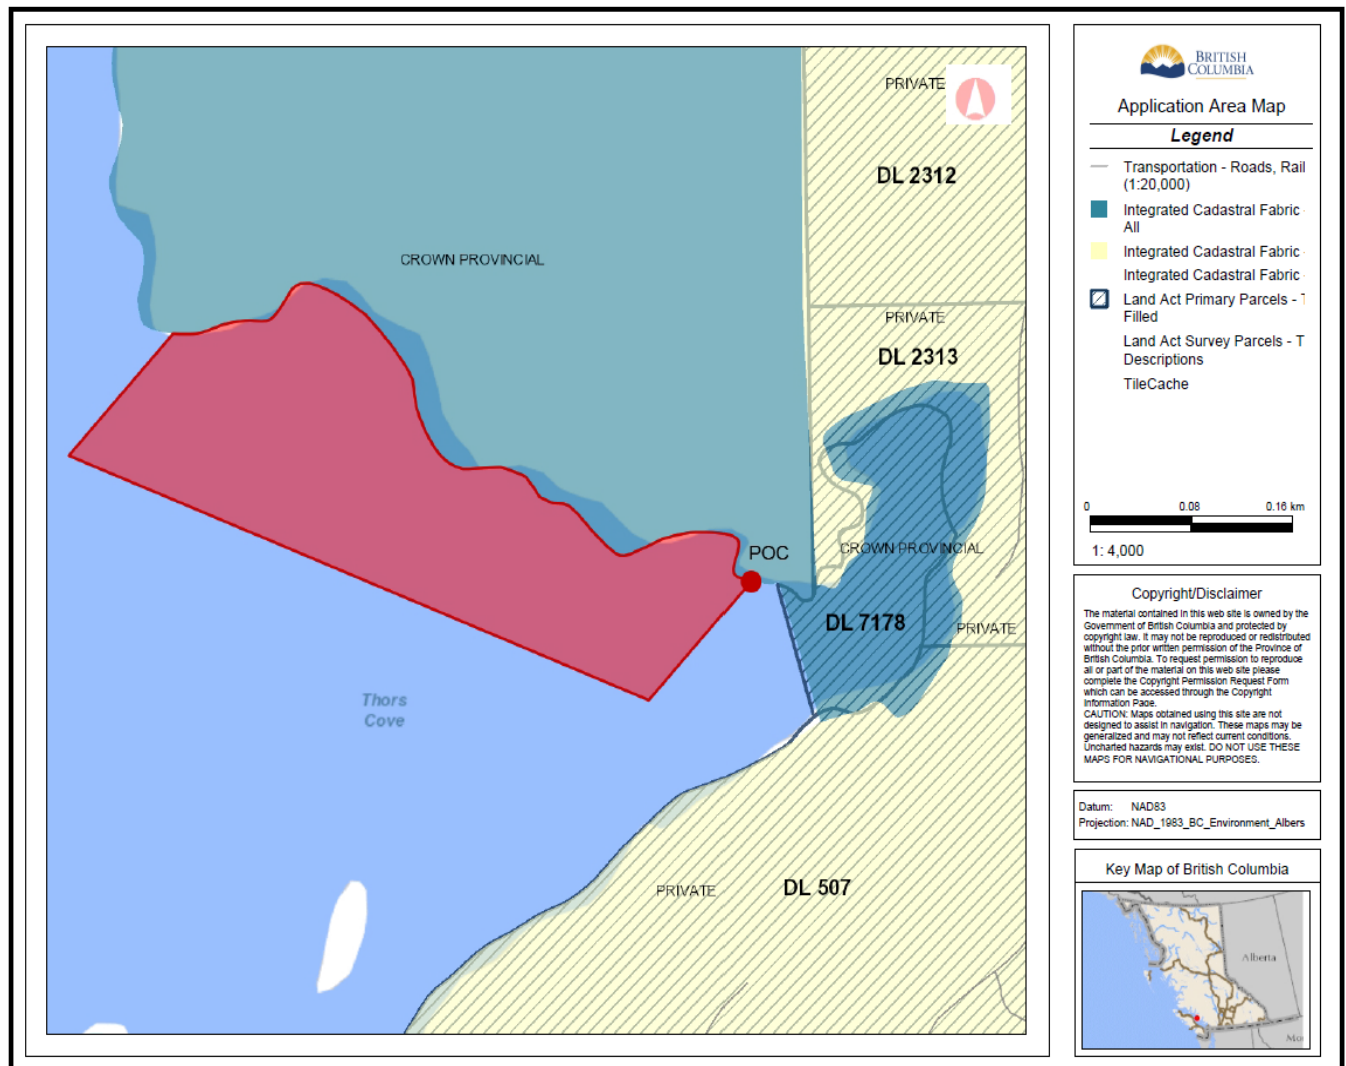 PRIVATE
DL 2312
CROWN PROVINCIAL
PRIVATE
DL 2313
POC
CROWN PROVINCIAL
DL 7178
PRIVATE
Thors
Cove
PRIVATE
DL 507
BRITISH
COLUMBIA
Application Area Map
Legend
Transportation - Roads, Rail
(1:20,000)
Integrated Cadastral Fabric -
All
Integrated Cadastral Fabric -
Integrated Cadastral Fabric -
Land Act Primary Parcels - T
Filled
Land Act Survey Parcels - T
Descriptions
TileCache
0 0.08 0.16 km
1: 4,000
Copyright/Disclaimer
The material contained in this web site is owned by the
Government of British Columbia and protected by
copyright law. It may not be reproduced or redistributed
without the prior written permission of the Province of
British Columbia. To request permission to reproduce
all or part of the material on this web site please
complete the Copyright Permission Request Form
which can be accessed through the Copyright
Information Page.
CAUTION: Maps obtained using this site are not
designed to assist in navigation. These maps may be
generalized and may not reflect current conditions.
Uncharted hazards may exist. DO NOT USE THESE
MAPS FOR NAVIGATIONAL PURPOSES.
Datum: NAD83
Projection: NAD_1983_BC_Environment_Albers
Key Map of British Columbia
Alberta
Mo